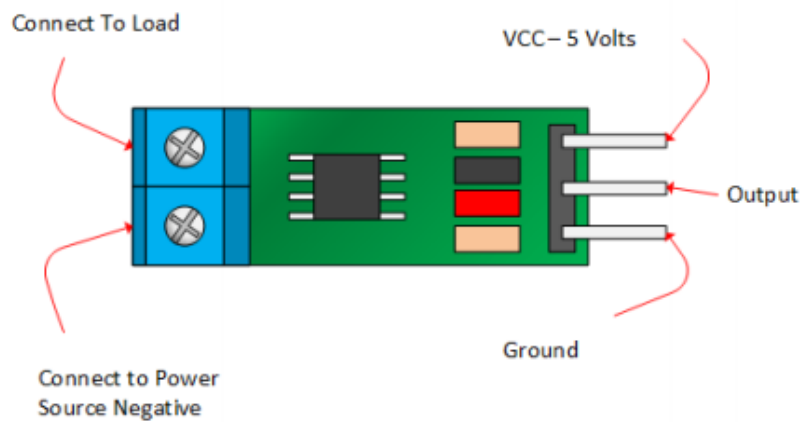 Connect To Load
VCC – 5 Volts
Output
Ground
Connect to Power
Source Negative